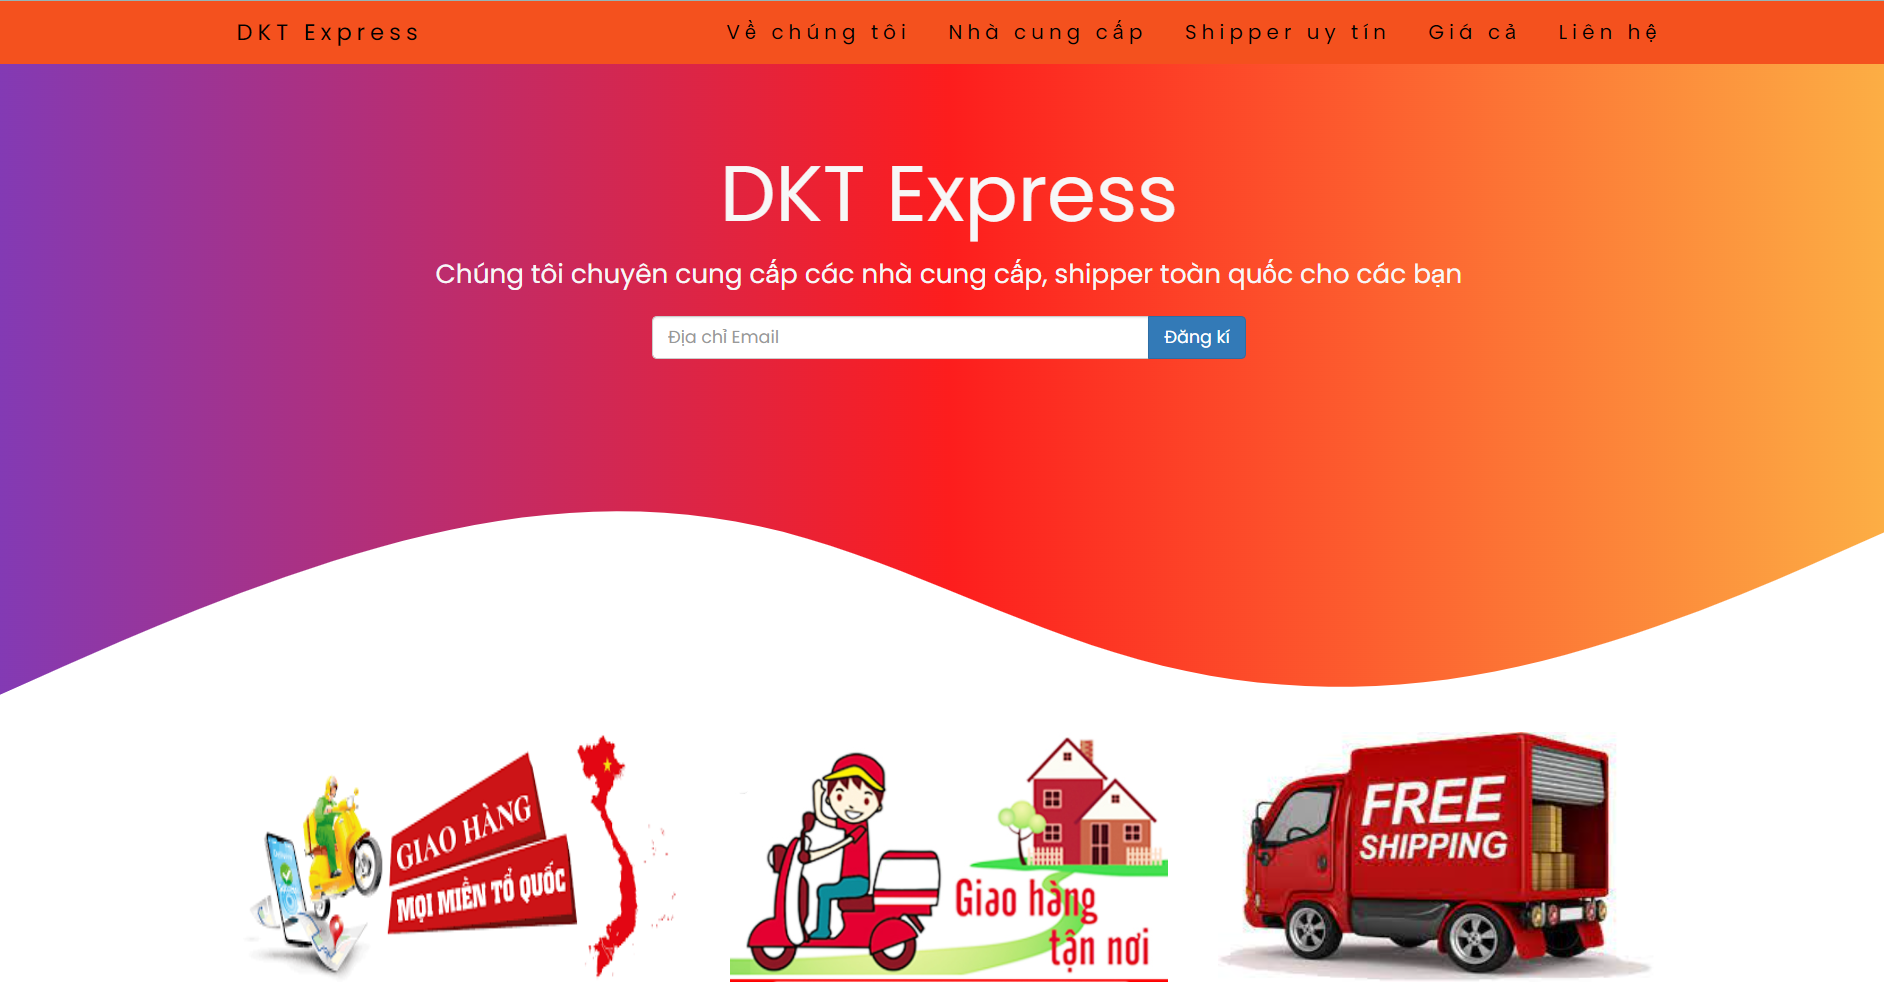 DKT Express
Về chúng tôi
Nhà cung cấp
Shipper uy tín
Giá cả
Liên hệ
DKT Express
Chúng tôi chuyên cung cấp các nhà cung cấp, shipper toàn quốc cho các bạn
Địa chỉ Email
Đăng kí
GIAO HÀNG
MỌI MIỀN TỔ QUỐC
Giao hàng
tận nơi
FREE
SHIPPING